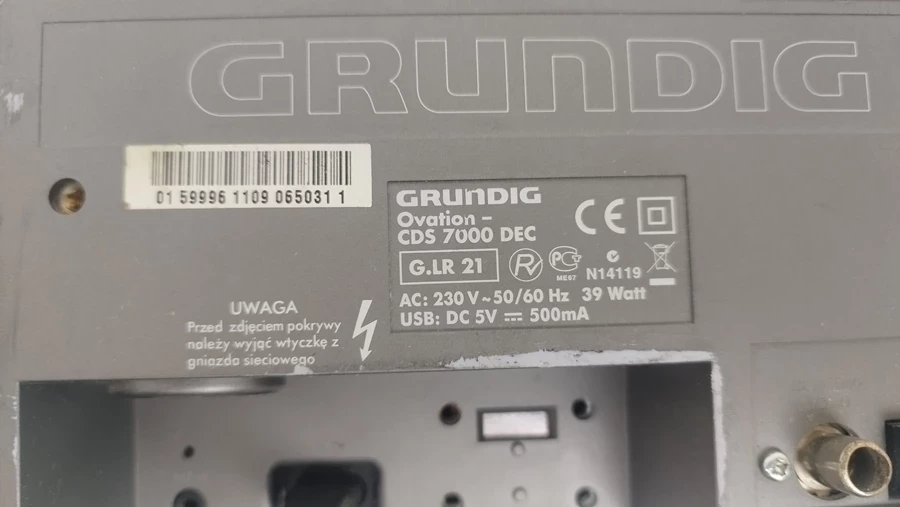 GRUNDIG
01 59996 1109 065031 1
GRUNDIG
Ovation –
CDS 7000 DEC
G.LR 21
N14119
AC: 230 V ~ 50/60 Hz 39 Watt
USB: DC 5V ⎓ 500mA
UWAGA
Przed zdjęciem pokrywy
należy wyjąć wtyczkę z
gniazda sieciowego